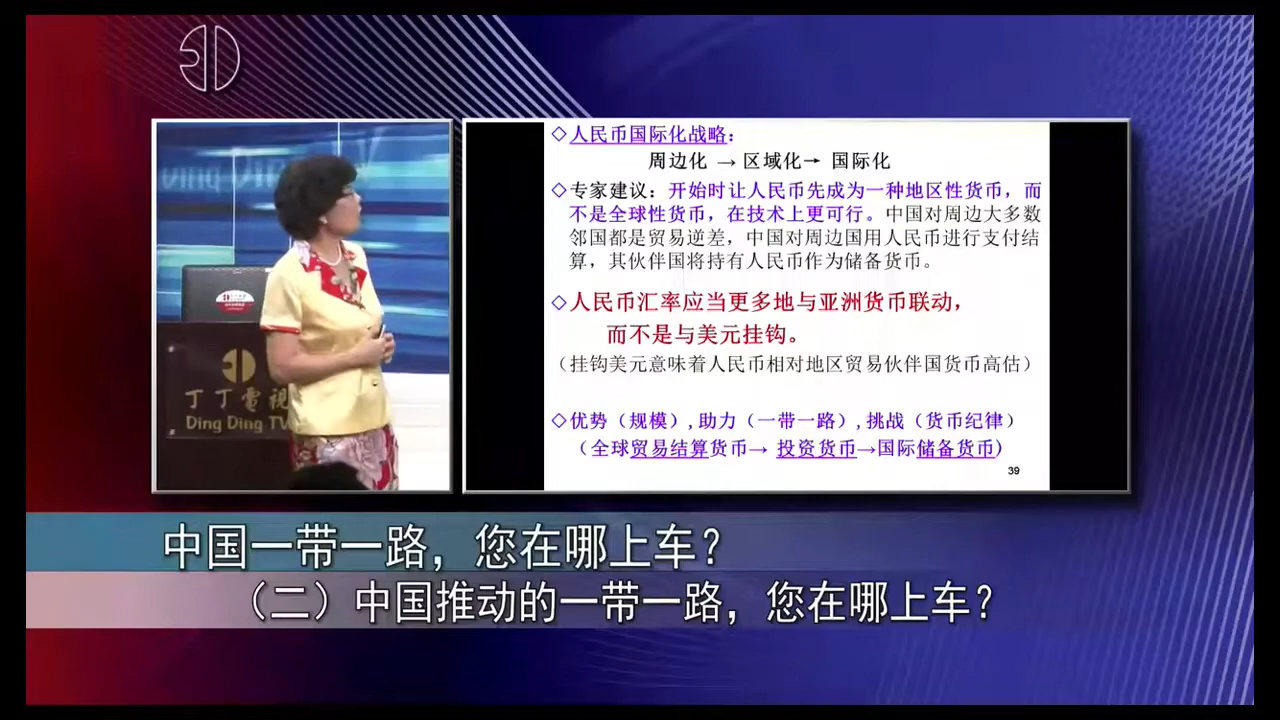 Ding Ding TV
丁丁電視
Ding Ding TV
◇人民币国际化战略：
周边化 → 区域化→ 国际化
◇专家建议：开始时让人民币先成为一种地区性货币，而
不是全球性货币，在技术上更可行。中国对周边大多数
邻国都是贸易逆差，中国对周边国用人民币进行支付结
算，其伙伴国将持有人民币作为储备货币。
◇人民币汇率应当更多地与亚洲货币联动，
而不是与美元挂钩。
（挂钩美元意味着人民币相对地区贸易伙伴国货币高估）
◇优势（规模）,助力（一带一路）,挑战（货币纪律）
（全球贸易结算货币→ 投资货币→国际储备货币)
39
中国一带一路，您在哪上车？
（二）中国推动的一带一路，您在哪上车？